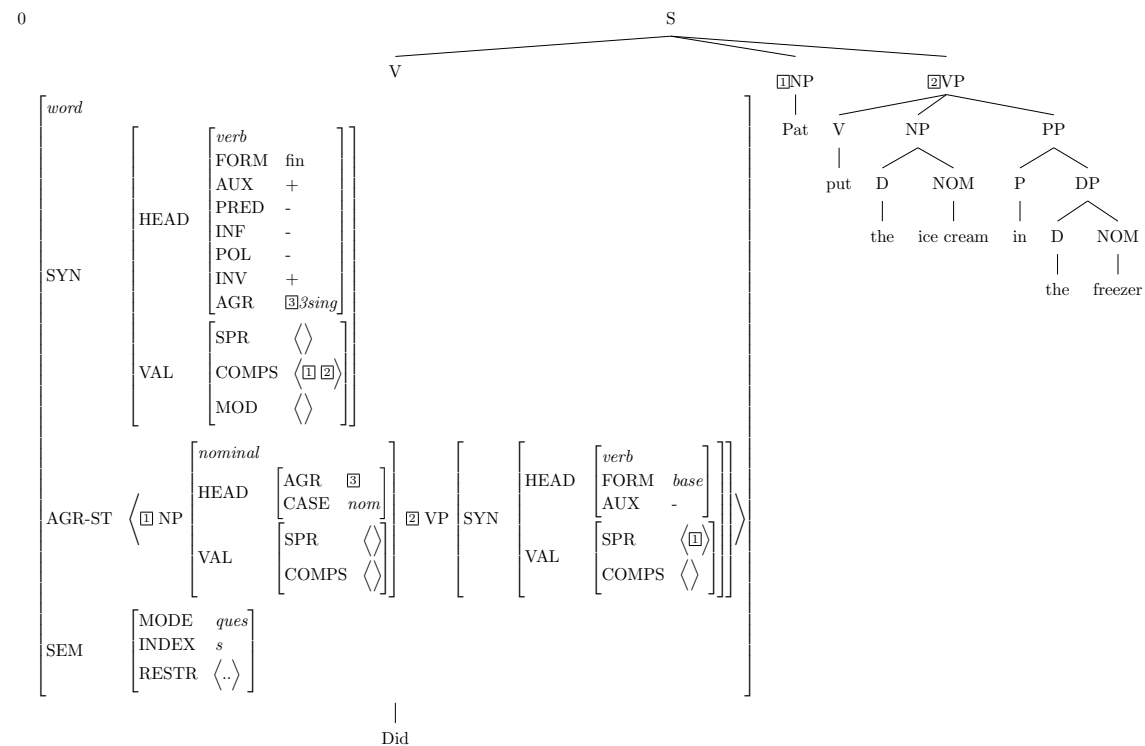 0 S
V
1NP 2VP
Pat V NP PP
put D NOM P DP
the ice cream in D NOM
the freezer
word
SYN
HEAD
verb
FORM fin
AUX +
PRED -
INF -
POL -
INV +
AGR 33sing
VAL
SPR ⟨⟩
COMPS ⟨1 2⟩
MOD ⟨⟩
AGR-ST ⟨1 NP
nominal
HEAD
AGR 3
CASE nom
VAL
SPR ⟨⟩
COMPS ⟨⟩
2 VP
SYN
HEAD
verb
FORM base
AUX -
VAL
SPR ⟨1⟩
COMPS ⟨⟩
⟩
SEM
MODE ques
INDEX s
RESTR ⟨..⟩
Did